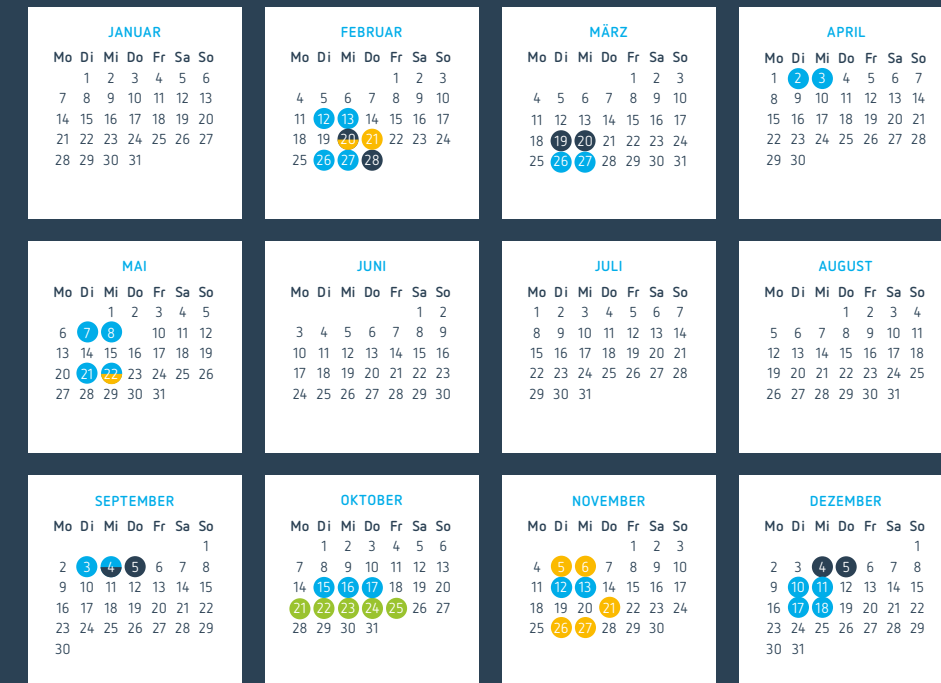 JANUAR
Mo Di Mi Do Fr Sa So
1 2 3 4 5 6
7 8 9 10 11 12 13
14 15 16 17 18 19 20
21 22 23 24 25 26 27
28 29 30 31
FEBRUAR
Mo Di Mi Do Fr Sa So
1 2 3
4 5 6 7 8 9 10
11 12 13 14 15 16 17
18 19 20 21 22 23 24
25 26 27 28
MÄRZ
Mo Di Mi Do Fr Sa So
1 2 3
4 5 6 7 8 9 10
11 12 13 14 15 16 17
18 19 20 21 22 23 24
25 26 27 28 29 30 31
APRIL
Mo Di Mi Do Fr Sa So
1 2 3 4 5 6 7
8 9 10 11 12 13 14
15 16 17 18 19 20 21
22 23 24 25 26 27 28
29 30
MAI
Mo Di Mi Do Fr Sa So
1 2 3 4 5
6 7 8 10 11 12
13 14 15 16 17 18 19
20 21 22 23 24 25 26
27 28 29 30 31
JUNI
Mo Di Mi Do Fr Sa So
1 2
3 4 5 6 7 8 9
10 11 12 13 14 15 16
17 18 19 20 21 22 23
24 25 26 27 28 29 30
JULI
Mo Di Mi Do Fr Sa So
1 2 3 4 5 6 7
8 9 10 11 12 13 14
15 16 17 18 19 20 21
22 23 24 25 26 27 28
29 30 31
AUGUST
Mo Di Mi Do Fr Sa So
1 2 3 4
5 6 7 8 9 10 11
12 13 14 15 16 17 18
19 20 21 22 23 24 25
26 27 28 29 30 31
SEPTEMBER
Mo Di Mi Do Fr Sa So
1
2 3 4 5 6 7 8
9 10 11 12 13 14 15
16 17 18 19 20 21 22
23 24 25 26 27 28 29
30
OKTOBER
Mo Di Mi Do Fr Sa So
1 2 3 4 5 6
7 8 9 10 11 12 13
14 15 16 17 18 19 20
21 22 23 24 25 26 27
28 29 30 31
NOVEMBER
Mo Di Mi Do Fr Sa So
1 2 3
4 5 6 7 8 9 10
11 12 13 14 15 16 17
18 19 20 21 22 23 24
25 26 27 28 29 30
DEZEMBER
Mo Di Mi Do Fr Sa So
1
2 3 4 5 6 7 8
9 10 11 12 13 14 15
16 17 18 19 20 21 22
23 24 25 26 27 28 29
30 31